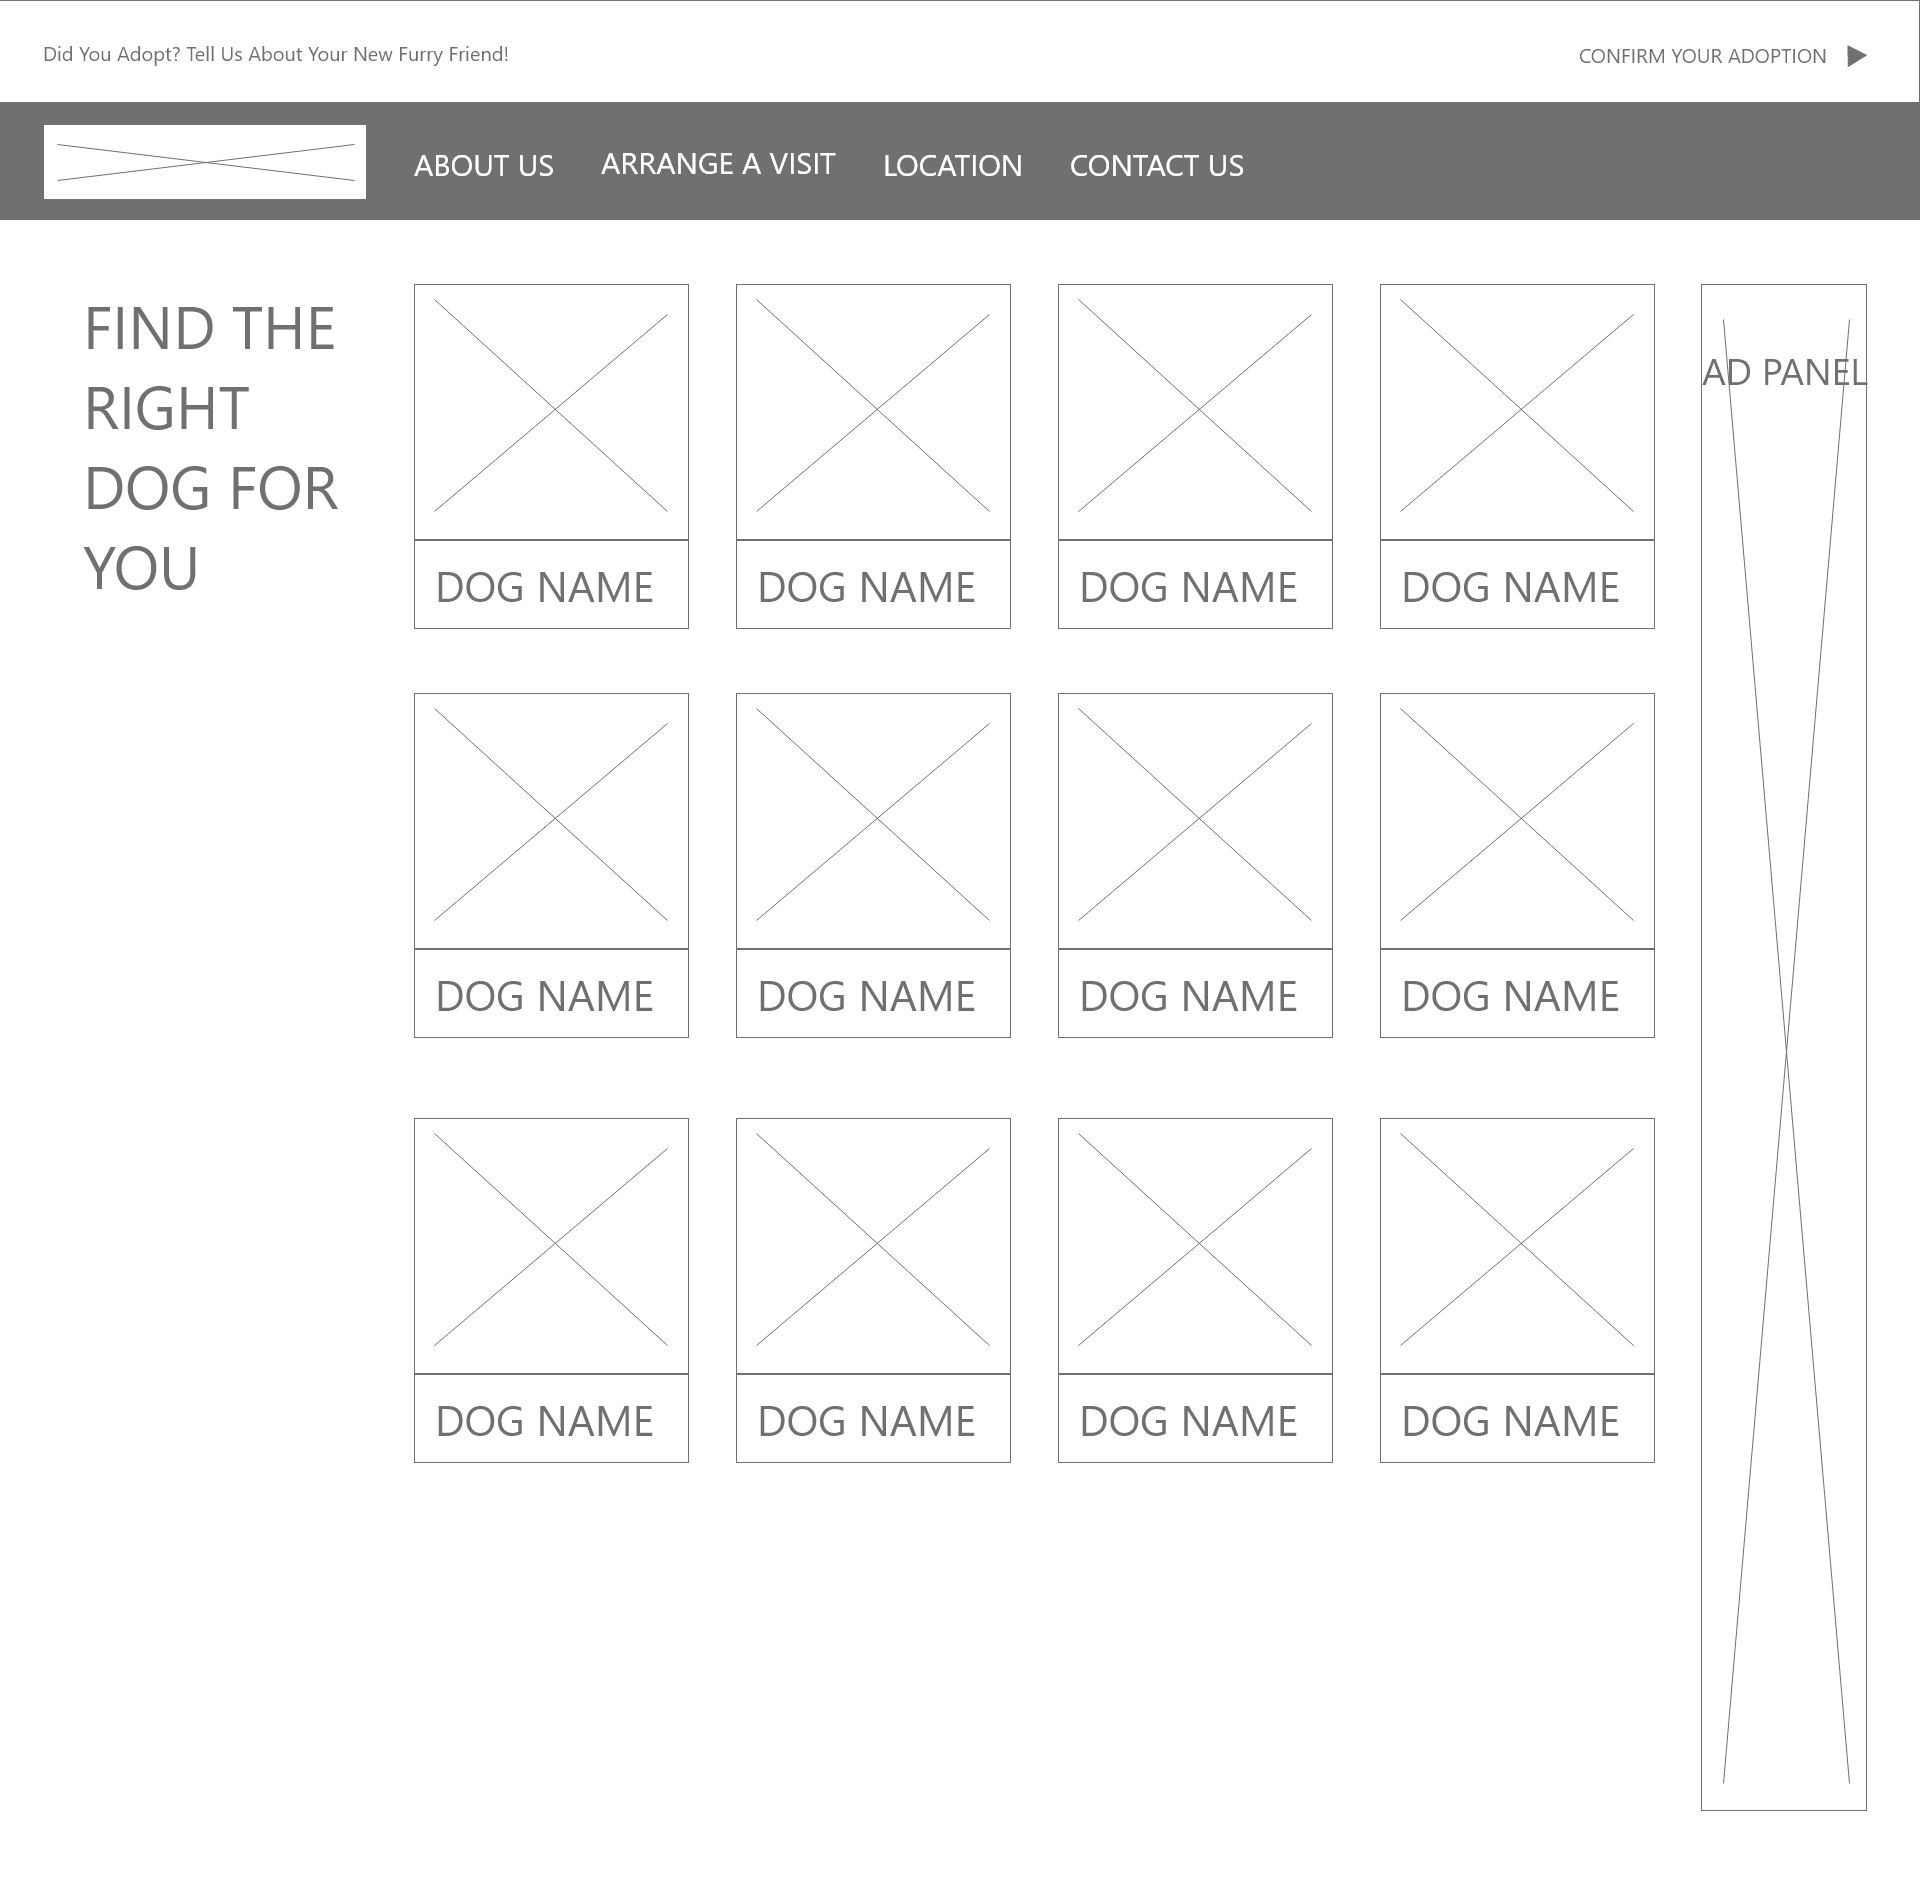 Did You Adopt? Tell Us About Your New Furry Friend!
CONFIRM YOUR ADOPTION
ABOUT US
ARRANGE A VISIT
LOCATION
CONTACT US
FIND THE
RIGHT
DOG FOR
YOU
AD PANEL
DOG NAME
DOG NAME
DOG NAME
DOG NAME
DOG NAME
DOG NAME
DOG NAME
DOG NAME
DOG NAME
DOG NAME
DOG NAME
DOG NAME